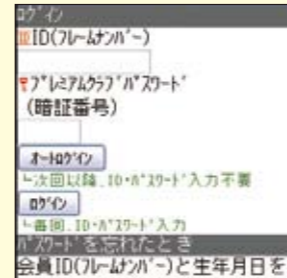 ﾛｸﾞｲﾝ
ID(ﾌﾚｰﾑﾅﾝﾊﾞｰ)
ﾌﾟﾚﾐｱﾑｸﾗﾌﾞﾊﾟｽﾜｰﾄﾞ
(暗証番号)
ｵｰﾄﾛｸﾞｲﾝ
└次回以降、ID・ﾊﾟｽﾜｰﾄﾞ入力不要
ﾛｸﾞｲﾝ
└毎回、ID・ﾊﾟｽﾜｰﾄﾞ入力
ﾊﾟｽﾜｰﾄﾞを忘れたとき
会員ID(ﾌﾚｰﾑﾅﾝﾊﾞｰ)と生年月日を